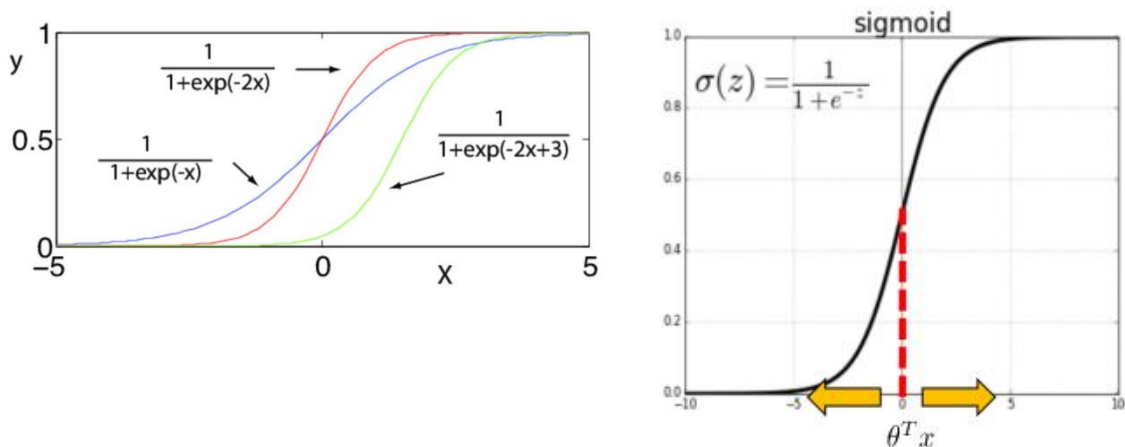 y
1
1
1+exp(-2x)
0.5
1
1+exp(-x)
1
1+exp(-2x+3)
0
−5
0
X
5
sigmoid
1.0
σ(z) = 1
1+e^{-z}
0.8
0.6
0.4
0.2
0.0
−10
−5
0
5
10
θ^T x